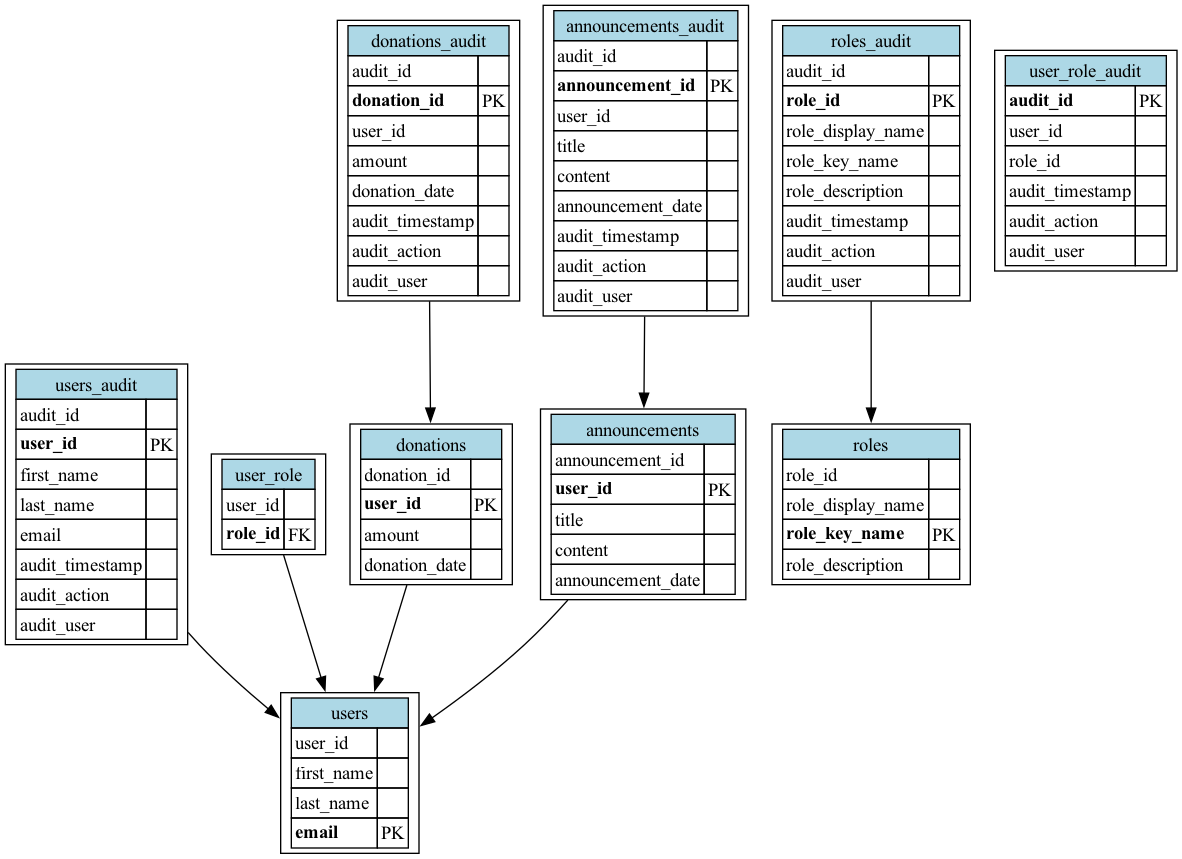 donations_audit
audit_id
donation_id PK
user_id
amount
donation_date
audit_timestamp
audit_action
audit_user
announcements_audit
audit_id
announcement_id PK
user_id
title
content
announcement_date
audit_timestamp
audit_action
audit_user
roles_audit
audit_id
role_id PK
role_display_name
role_key_name
role_description
audit_timestamp
audit_action
audit_user
user_role_audit
audit_id PK
user_id
role_id
audit_timestamp
audit_action
audit_user
users_audit
audit_id
user_id PK
first_name
last_name
email
audit_timestamp
audit_action
audit_user
user_role
user_id
role_id FK
donations
donation_id
user_id PK
amount
donation_date
announcements
announcement_id
user_id PK
title
content
announcement_date
roles
role_id
role_display_name
role_key_name PK
role_description
users
user_id
first_name
last_name
email PK